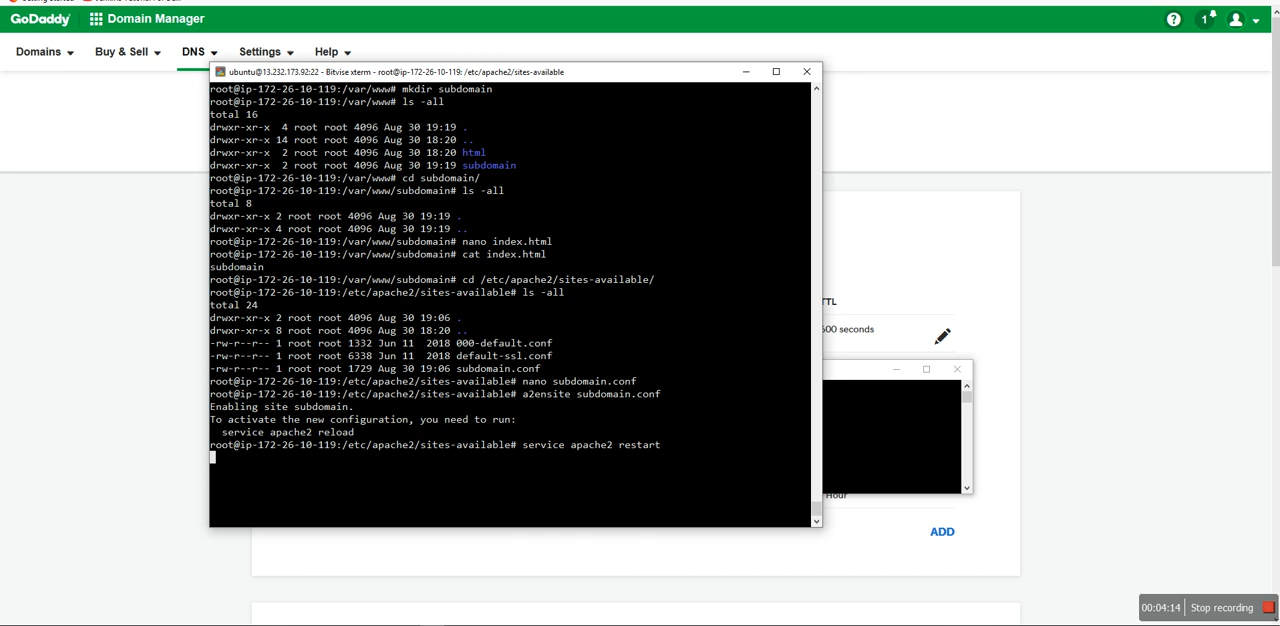 GoDaddy Domain Manager
1
Domains Buy & Sell DNS Settings Help
ubuntu@13.232.173.92:22 - Bitvise xterm - root@ip-172-26-10-119: /etc/apache2/sites-available
root@ip-172-26-10-119:/var/www# mkdir subdomain
root@ip-172-26-10-119:/var/www# ls -all
total 16
drwxr-xr-x  4 root root 4096 Aug 30 19:19 .
drwxr-xr-x 14 root root 4096 Aug 30 18:20 ..
drwxr-xr-x  2 root root 4096 Aug 30 18:20 html
drwxr-xr-x  2 root root 4096 Aug 30 19:19 subdomain
root@ip-172-26-10-119:/var/www# cd subdomain/
root@ip-172-26-10-119:/var/www/subdomain# ls -all
total 8
drwxr-xr-x 2 root root 4096 Aug 30 19:19 .
drwxr-xr-x 4 root root 4096 Aug 30 19:19 ..
root@ip-172-26-10-119:/var/www/subdomain# nano index.html
root@ip-172-26-10-119:/var/www/subdomain# cat index.html
subdomain
root@ip-172-26-10-119:/var/www/subdomain# cd /etc/apache2/sites-available/
root@ip-172-26-10-119:/etc/apache2/sites-available# ls -all
total 24
drwxr-xr-x 2 root root 4096 Aug 30 19:06 .
drwxr-xr-x 8 root root 4096 Aug 30 18:20 ..
-rw-r--r-- 1 root root 1332 Jun 11  2018 000-default.conf
-rw-r--r-- 1 root root 6338 Jun 11  2018 default-ssl.conf
-rw-r--r-- 1 root root 1729 Aug 30 19:06 subdomain.conf
root@ip-172-26-10-119:/etc/apache2/sites-available# nano subdomain.conf
root@ip-172-26-10-119:/etc/apache2/sites-available# a2ensite subdomain.conf
Enabling site subdomain.
To activate the new configuration, you need to run:
  service apache2 reload
root@ip-172-26-10-119:/etc/apache2/sites-available# service apache2 restart
TTL
600 seconds
Hour
ADD
00:04:14 Stop recording